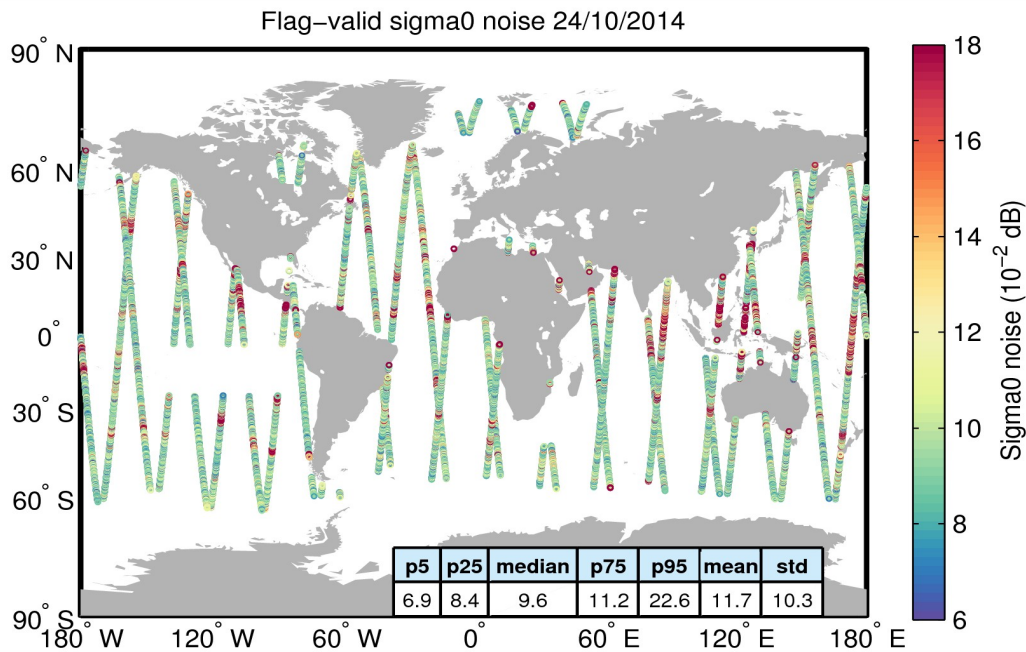 Flag−valid sigma0 noise 24/10/2014
90° N
60° N
30° N
0°
30° S
60° S
90° S
180° W
120° W
60° W
0°
60° E
120° E
180° E
p5 p25 median p75 p95 mean std
6.9 8.4 9.6 11.2 22.6 11.7 10.3
18
16
14
12
10
8
6
Sigma0 noise (10⁻² dB)